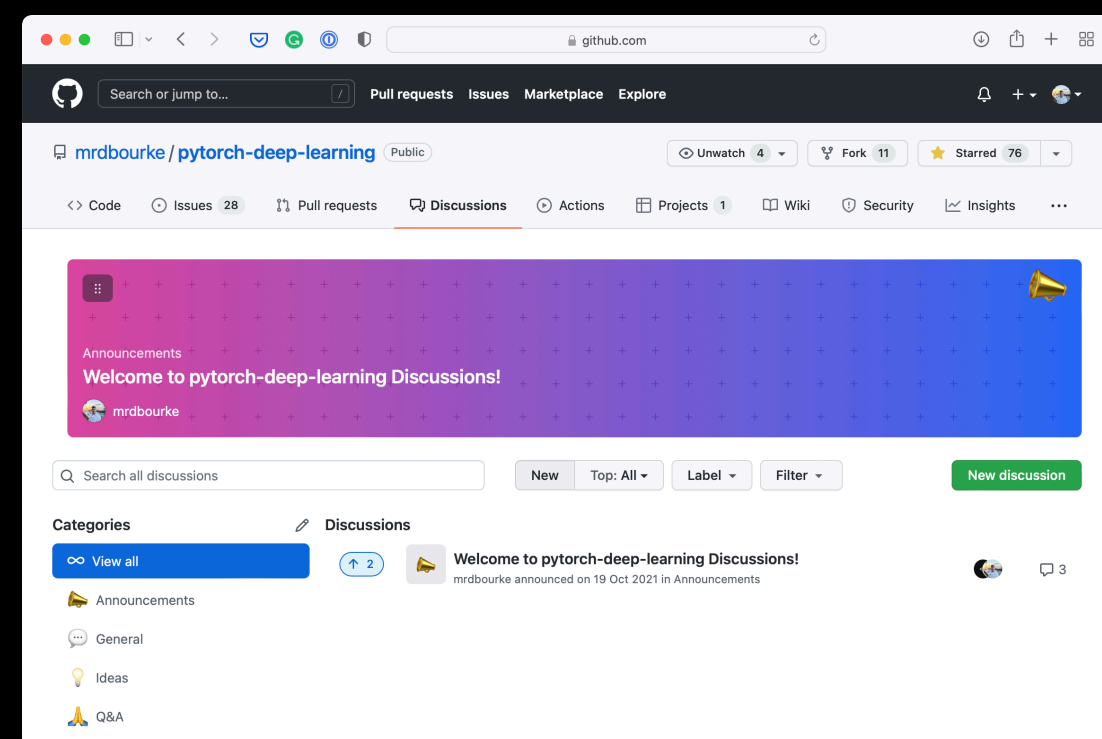 github.com
Search or jump to... /
Pull requests Issues Marketplace Explore
mrdbourke / pytorch-deep-learning Public
Unwatch 4 Fork 11 Starred 76
Code Issues 28 Pull requests Discussions Actions Projects 1 Wiki Security Insights
Announcements
Welcome to pytorch-deep-learning Discussions!
mrdbourke
Search all discussions
New Top: All Label Filter New discussion
Categories
View all
Announcements
General
Ideas
Q&A
Discussions
2
Welcome to pytorch-deep-learning Discussions!
mrdbourke announced on 19 Oct 2021 in Announcements
3